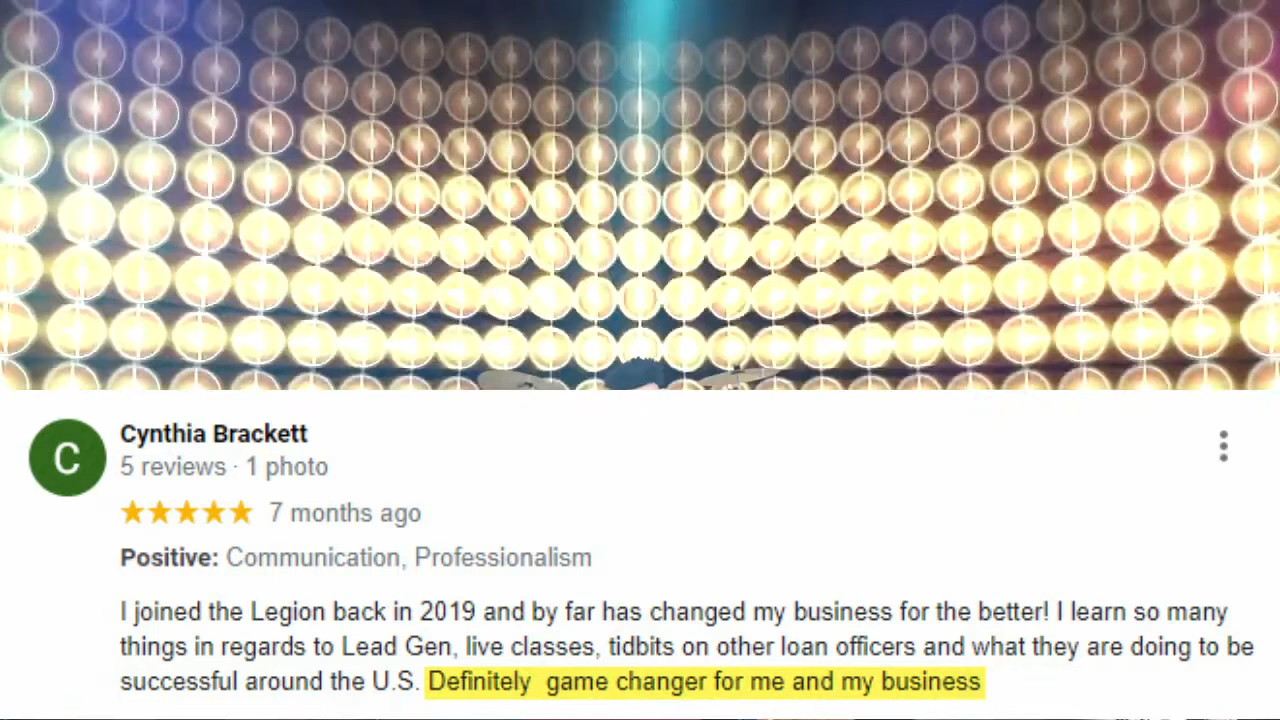 C
Cynthia Brackett
5 reviews · 1 photo
7 months ago
Positive: Communication, Professionalism
I joined the Legion back in 2019 and by far has changed my business for the better! I learn so many
things in regards to Lead Gen, live classes, tidbits on other loan officers and what they are doing to be
successful around the U.S. Definitely  game changer for me and my business